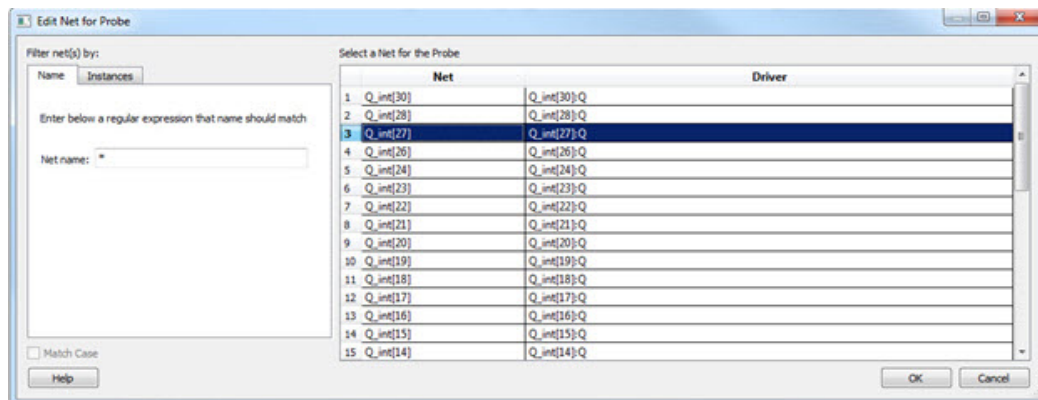 Edit Net for Probe
Filter net(s) by:
Name Instances
Enter below a regular expression that name should match
Net name: *
Match Case
Help
Select a Net for the Probe
Net Driver
1 Q_int[30] Q_int[30]:Q
2 Q_int[28] Q_int[28]:Q
3 Q_int[27] Q_int[27]:Q
4 Q_int[26] Q_int[26]:Q
5 Q_int[24] Q_int[24]:Q
6 Q_int[23] Q_int[23]:Q
7 Q_int[22] Q_int[22]:Q
8 Q_int[21] Q_int[21]:Q
9 Q_int[20] Q_int[20]:Q
10 Q_int[19] Q_int[19]:Q
11 Q_int[18] Q_int[18]:Q
12 Q_int[17] Q_int[17]:Q
13 Q_int[16] Q_int[16]:Q
14 Q_int[15] Q_int[15]:Q
15 Q_int[14] Q_int[14]:Q
OK Cancel